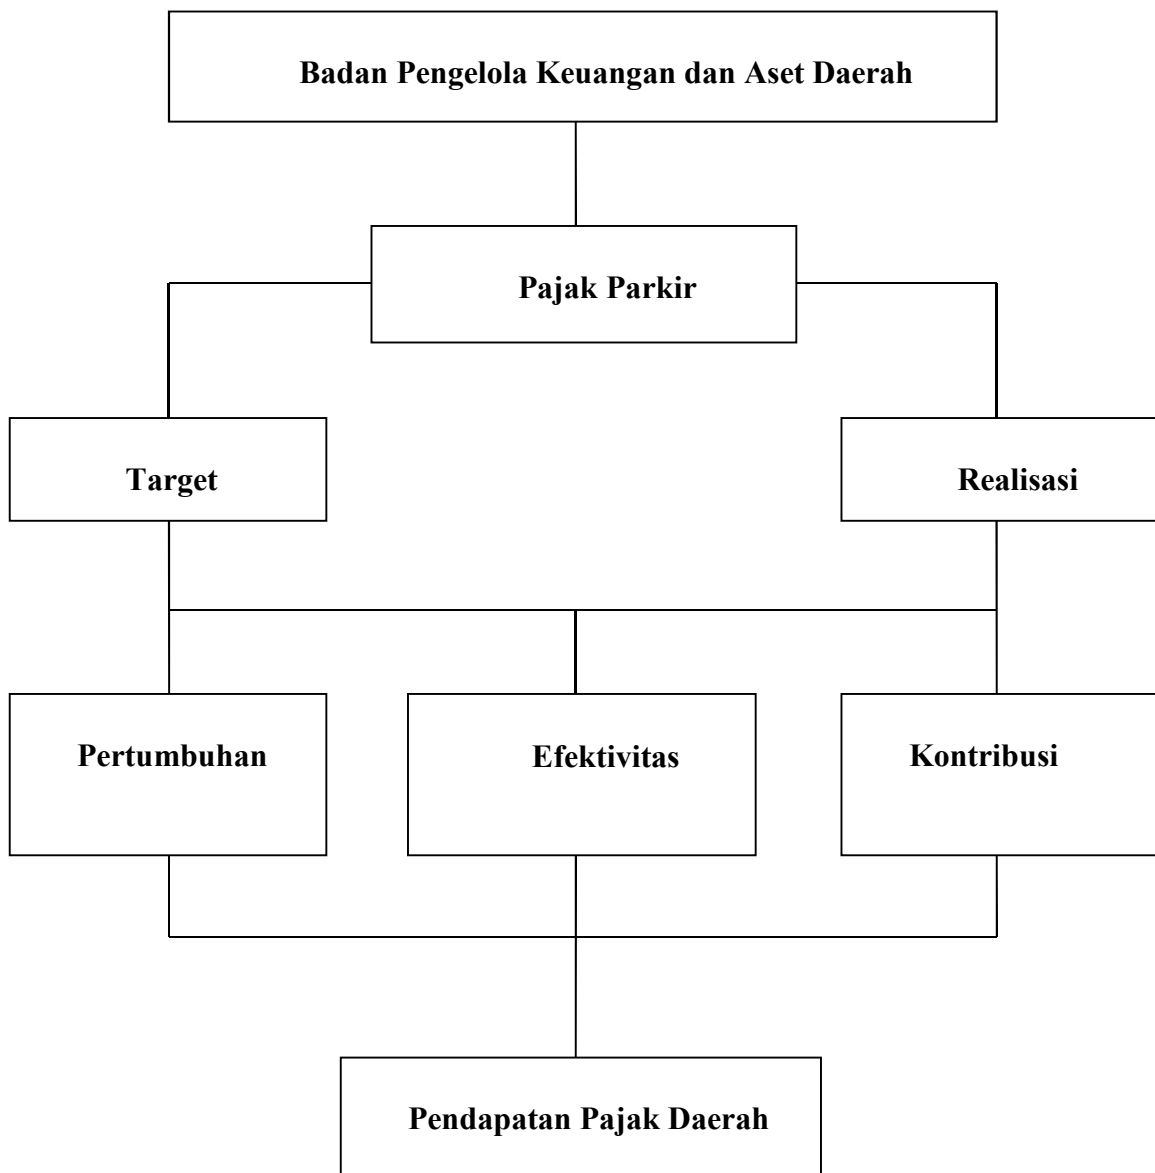 Badan Pengelola Keuangan dan Aset Daerah
Pajak Parkir
Target
Realisasi
Pertumbuhan
Efektivitas
Kontribusi
Pendapatan Pajak Daerah